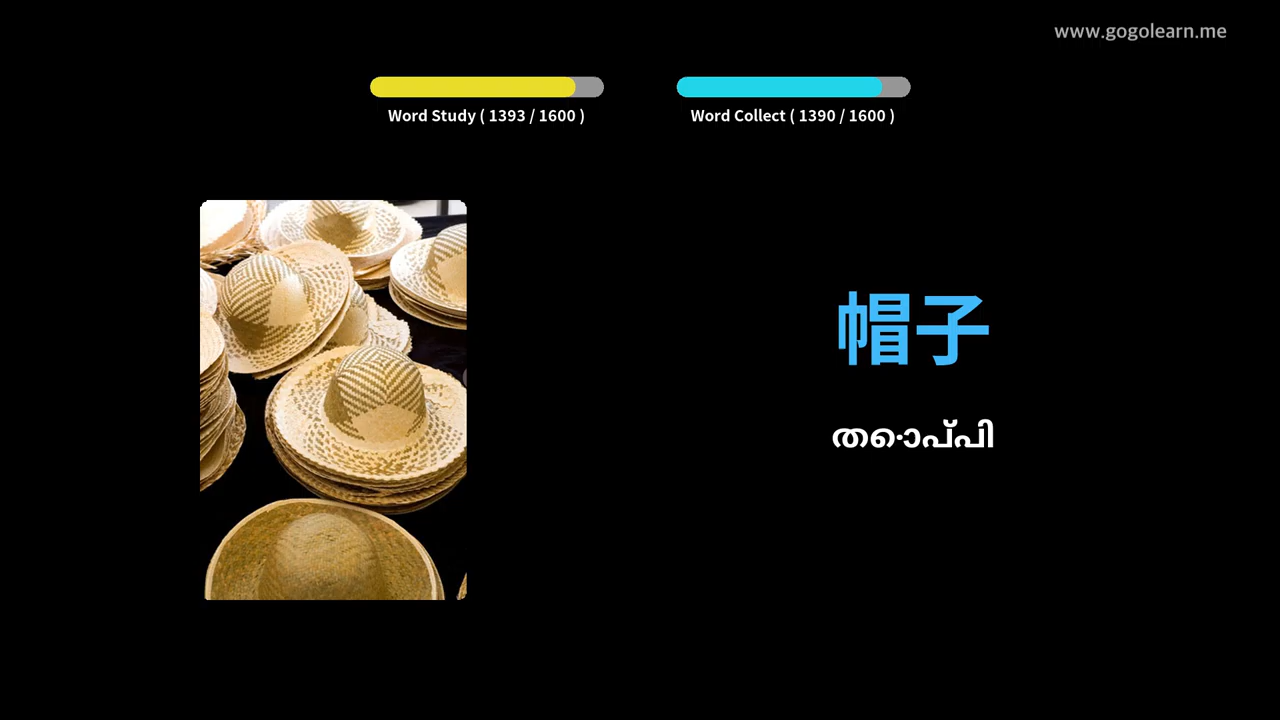 www.gogolearn.me
Word Study ( 1393 / 1600 )
Word Collect ( 1390 / 1600 )
帽子
തൊപ്പി